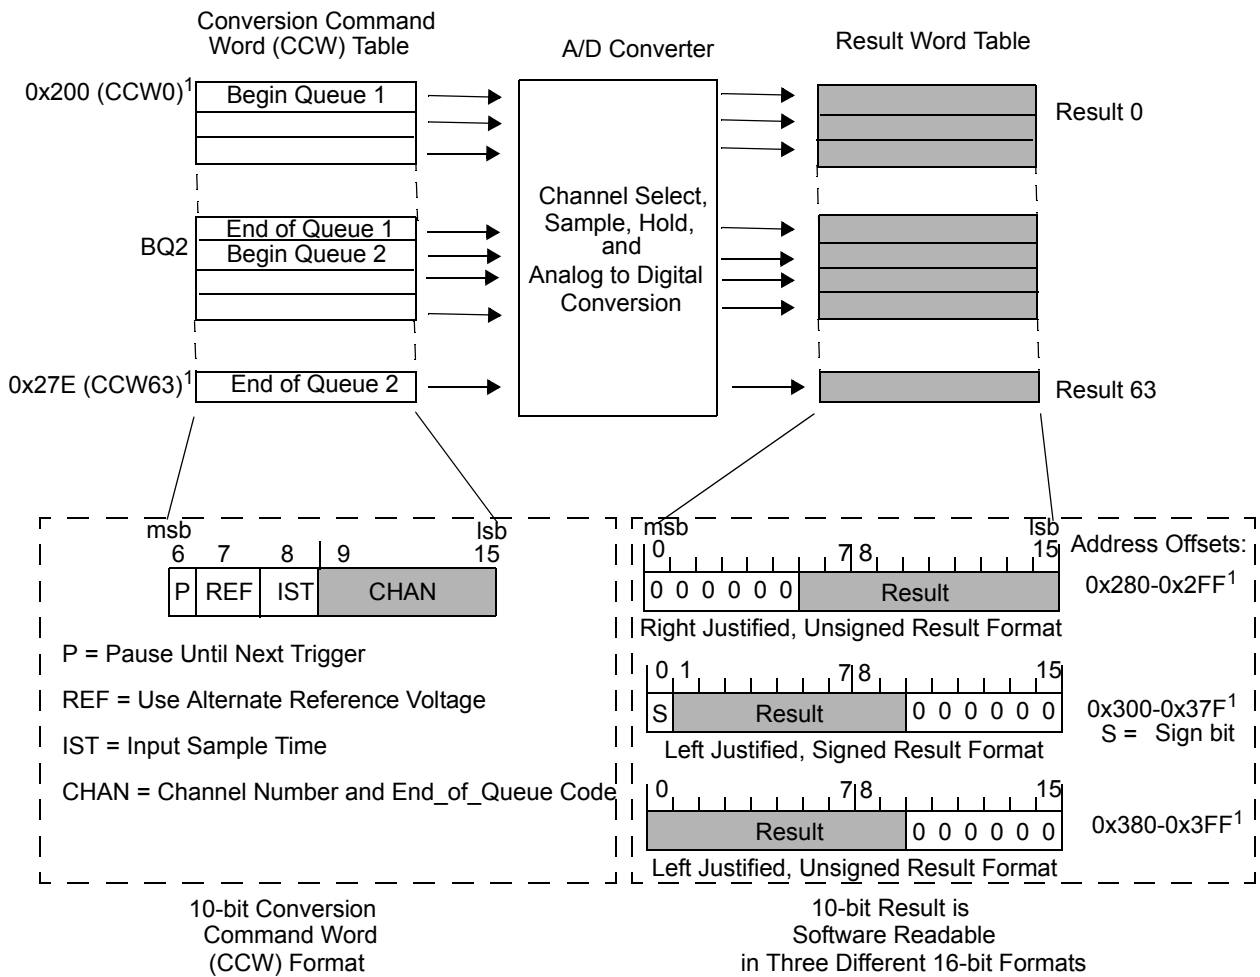 Conversion Command
Word (CCW) Table
A/D Converter
Result Word Table
0x200 (CCW0)1
Begin Queue 1
Result 0
Channel Select,
Sample, Hold,
and
Analog to Digital
Conversion
End of Queue 1
BQ2
Begin Queue 2
0x27E (CCW63)1
End of Queue 2
Result 63
msb
lsb
6 7 8 9 15
P REF IST CHAN
P = Pause Until Next Trigger
REF = Use Alternate Reference Voltage
IST = Input Sample Time
CHAN = Channel Number and End_of_Queue Code
10-bit Conversion
Command Word
(CCW) Format
msb
lsb
0 7 8 15
Address Offsets:
0 0 0 0 0 0 Result
0x280-0x2FF1
Right Justified, Unsigned Result Format
0 1 7 8 15
S Result 0 0 0 0 0 0
0x300-0x37F1
S = Sign bit
Left Justified, Signed Result Format
0 7 8 15
Result 0 0 0 0 0 0
0x380-0x3FF1
Left Justified, Unsigned Result Format
10-bit Result is
Software Readable
in Three Different 16-bit Formats